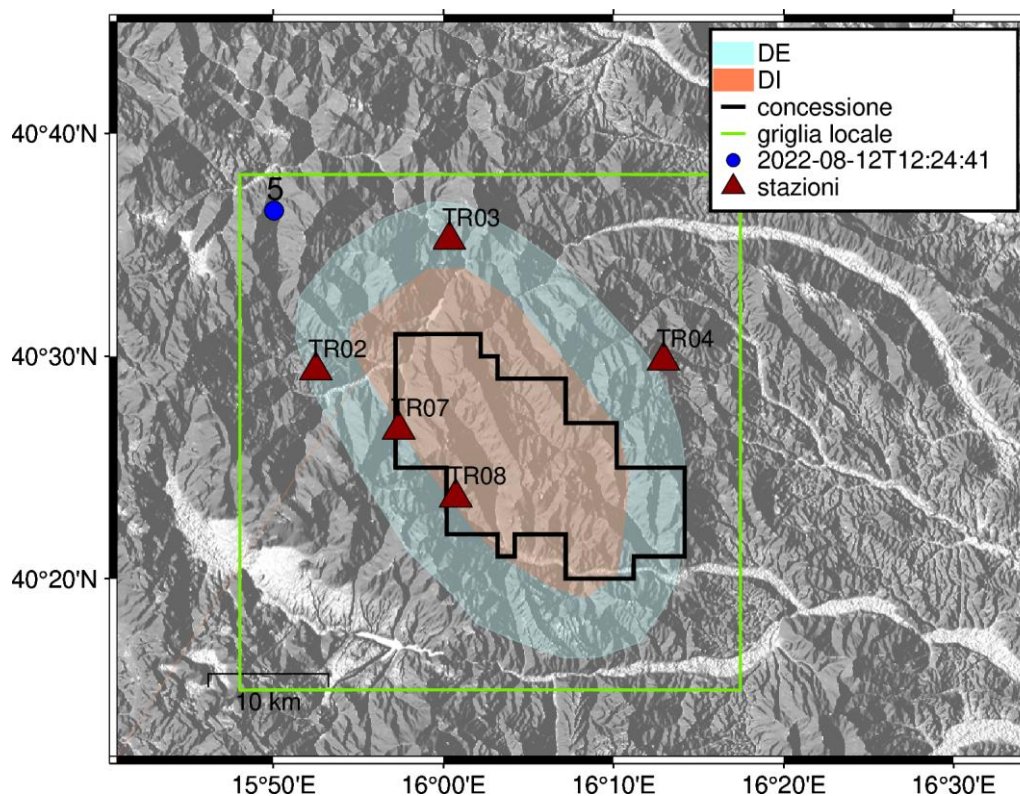 DE
DI
concessione
griglia locale
2022-08-12T12:24:41
stazioni
40°40'N
5
TR03
40°30'N
TR02
TR04
TR07
TR08
40°20'N
10 km
15°50'E
16°00'E
16°10'E
16°20'E
16°30'E